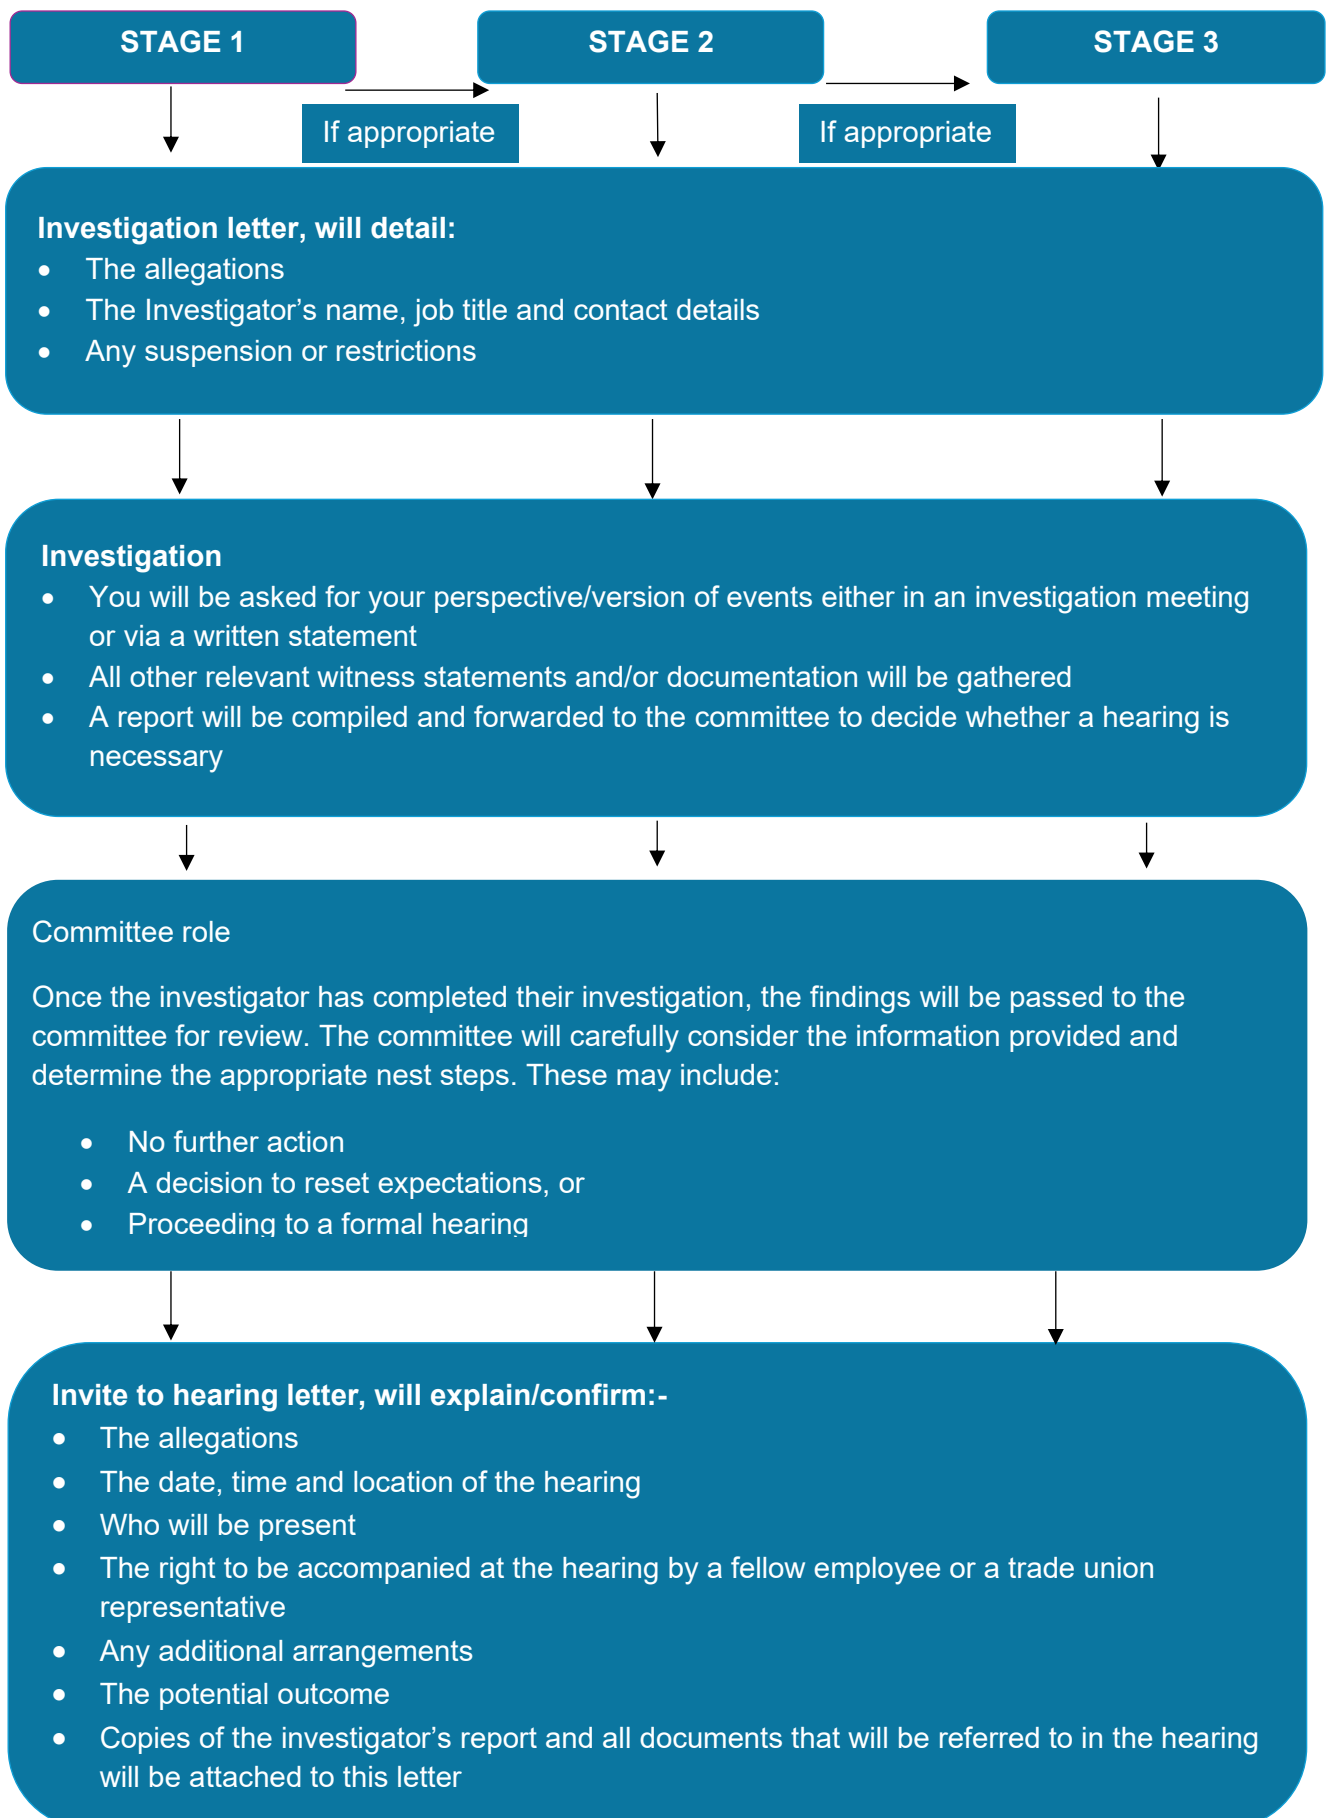 STAGE 1
STAGE 2
STAGE 3
If appropriate
If appropriate
Investigation letter, will detail:
• The allegations
• The Investigator’s name, job title and contact details
• Any suspension or restrictions
Investigation
• You will be asked for your perspective/version of events either in an investigation meeting
or via a written statement
• All other relevant witness statements and/or documentation will be gathered
• A report will be compiled and forwarded to the committee to decide whether a hearing is
necessary
Committee role
Once the investigator has completed their investigation, the findings will be passed to the
committee for review. The committee will carefully consider the information provided and
determine the appropriate nest steps. These may include:
• No further action
• A decision to reset expectations, or
• Proceeding to a formal hearing
Invite to hearing letter, will explain/confirm:-
• The allegations
• The date, time and location of the hearing
• Who will be present
• The right to be accompanied at the hearing by a fellow employee or a trade union
representative
• Any additional arrangements
• The potential outcome
• Copies of the investigator’s report and all documents that will be referred to in the hearing
will be attached to this letter